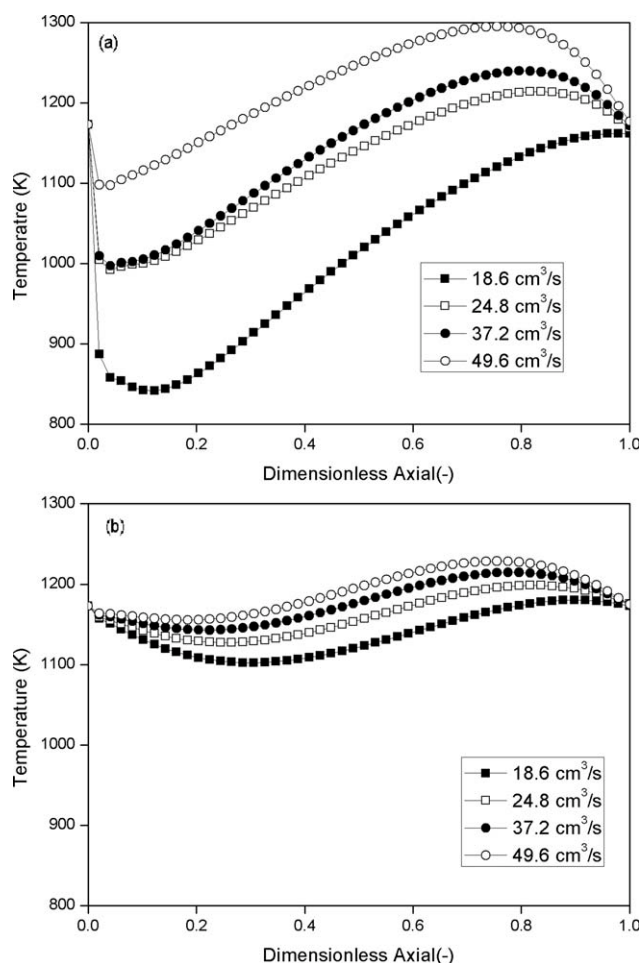 1300
(a)
1200
1100
1000
900
800
Temperatre (K)
18.6 cm³/s
24.8 cm³/s
37.2 cm³/s
49.6 cm³/s
0.0 0.2 0.4 0.6 0.8 1.0
Dimensionless Axial(-)
1300
(b)
1200
1100
1000
900
800
Temperature (K)
18.6 cm³/s
24.8 cm³/s
37.2 cm³/s
49.6 cm³/s
0.0 0.2 0.4 0.6 0.8 1.0
Dimensionless Axial(-)